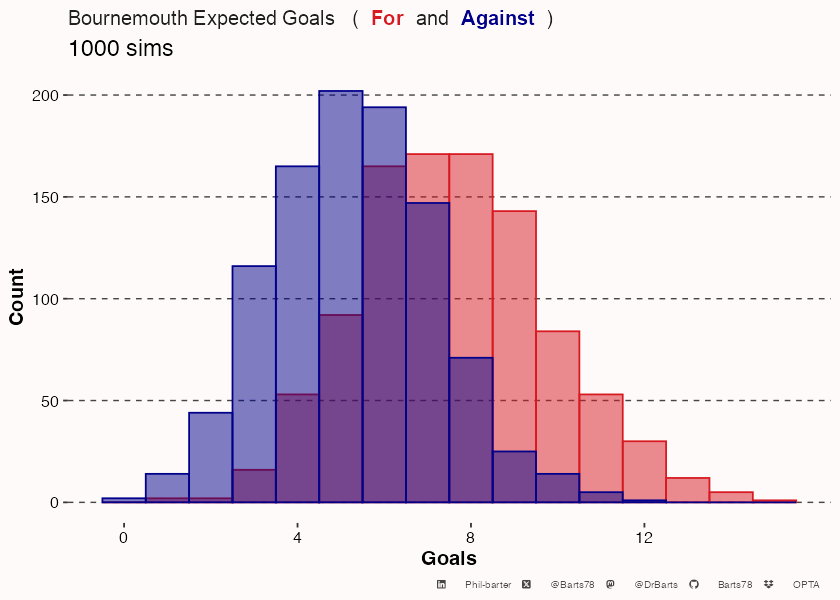 Bournemouth Expected Goals ( For and Against )
1000 sims
200
150
100
50
0
Count
0 4 8 12
Goals
Phil-barter @Barts78 @DrBarts Barts78 OPTA